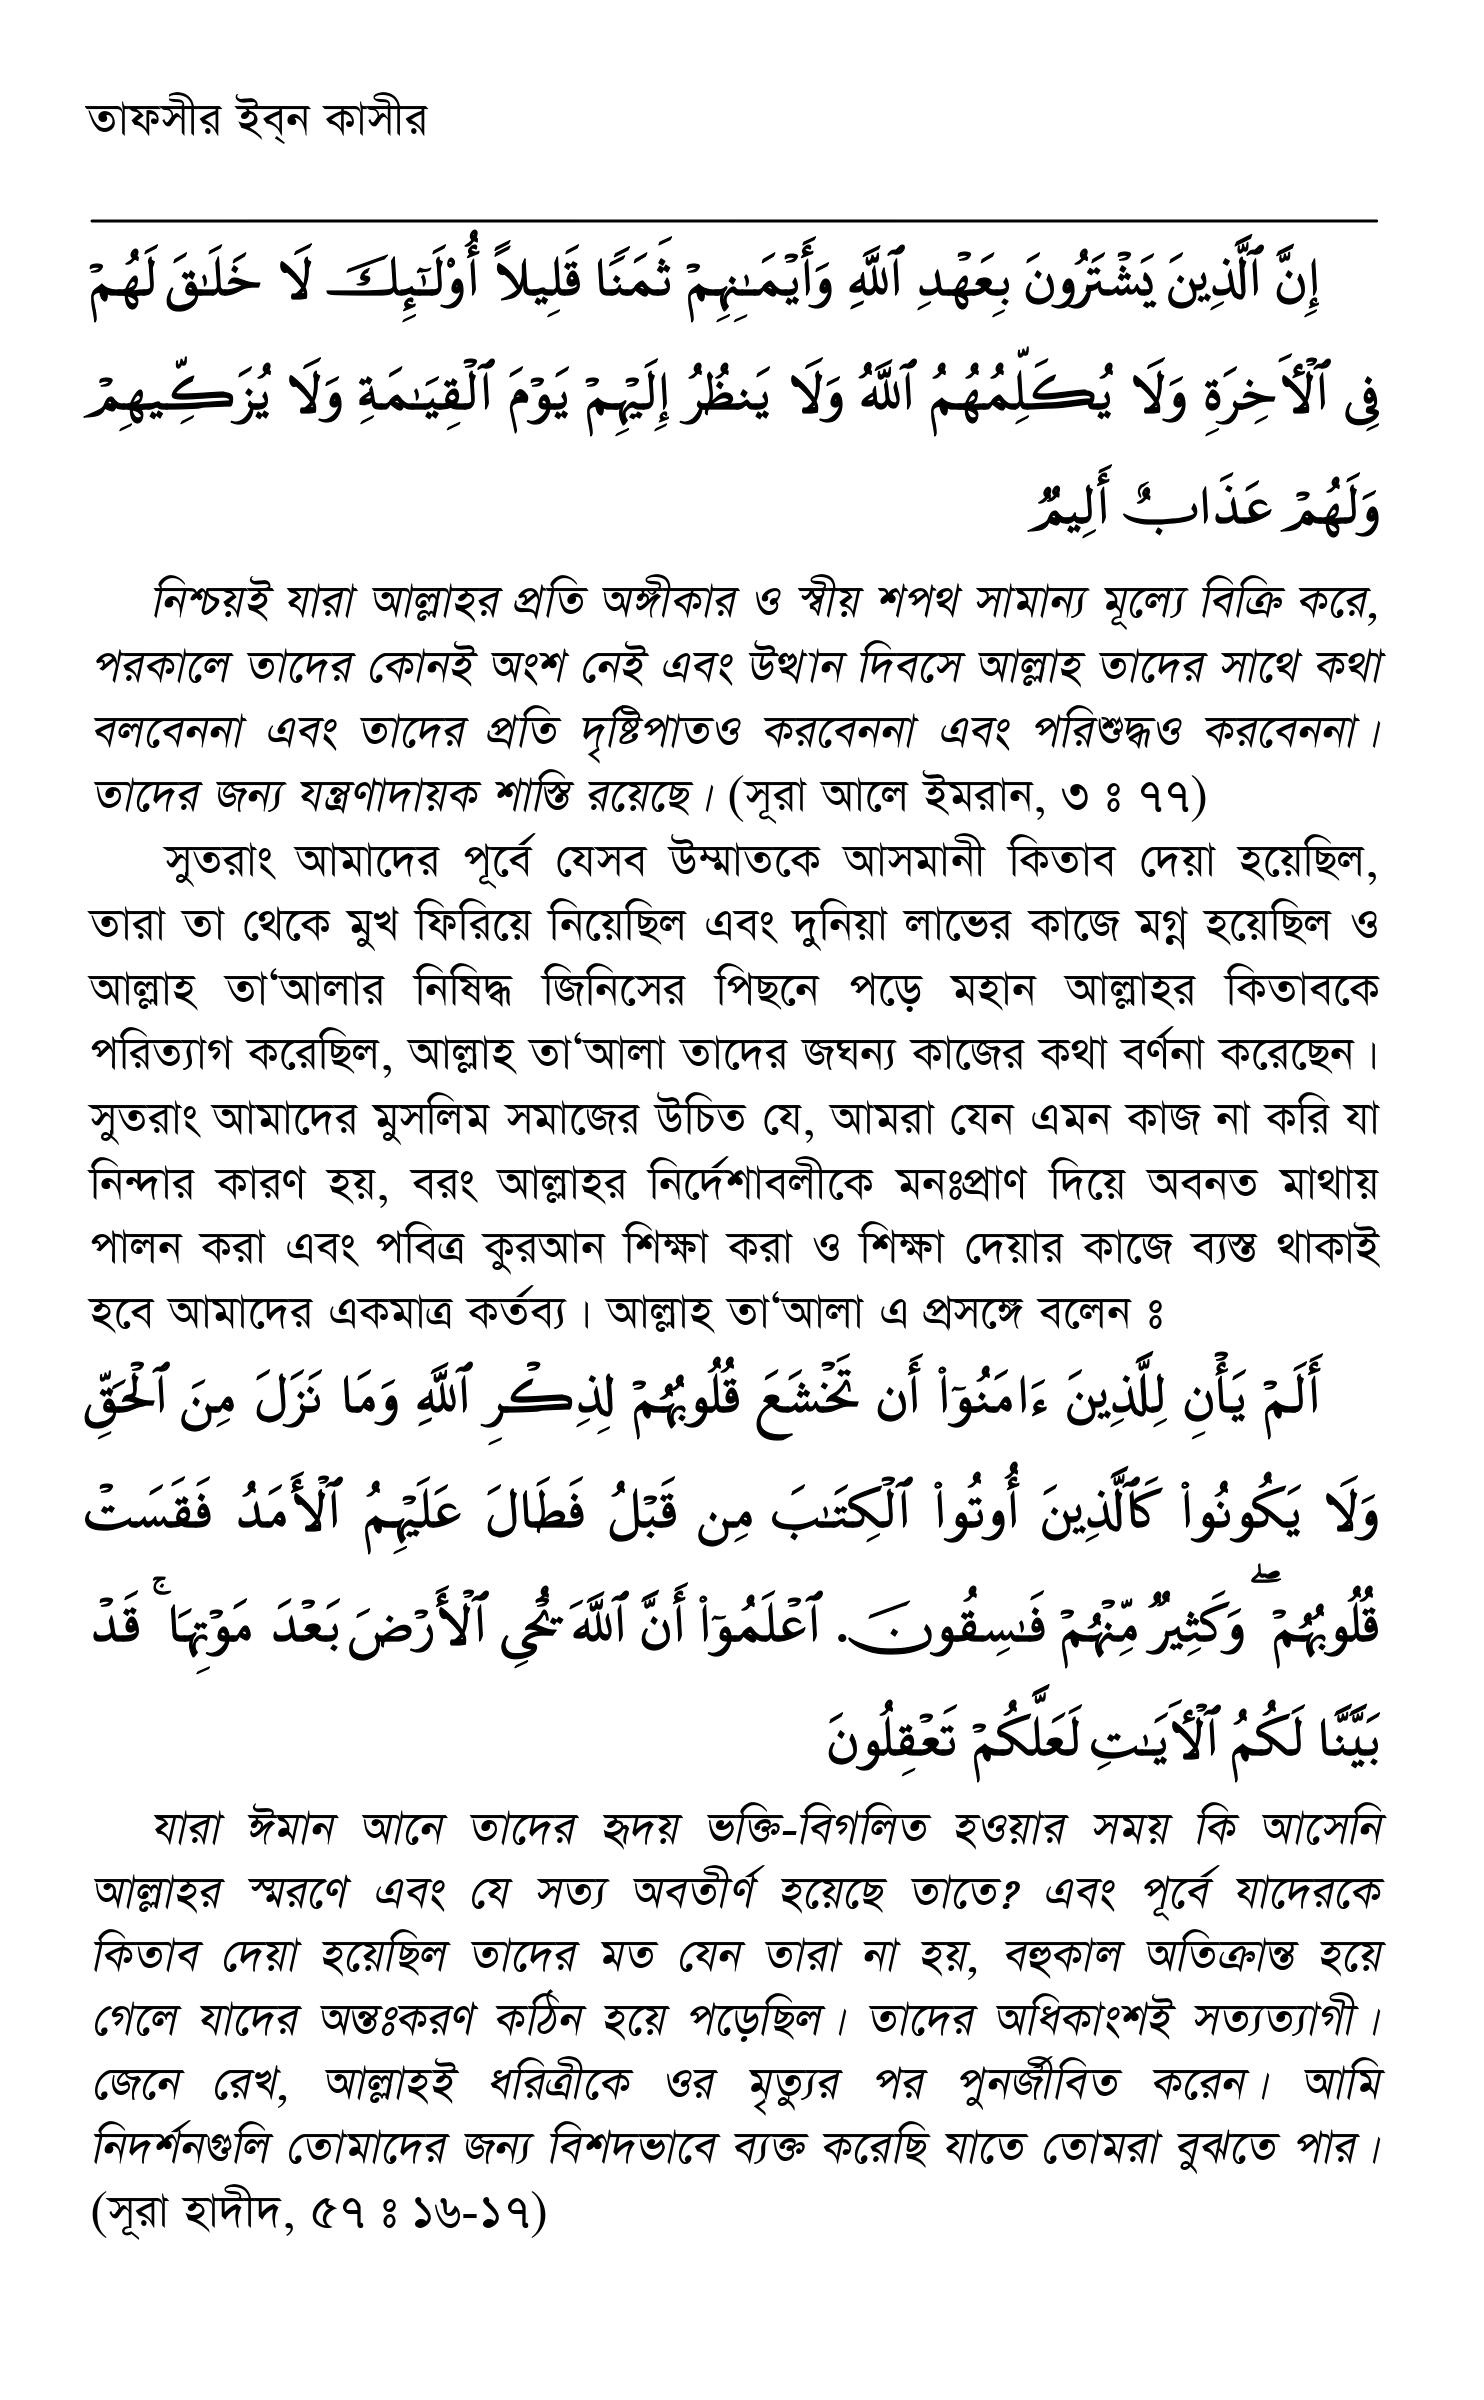 তাফসীর ইব্‌ন কাসীর
إِنَّ ٱلَّذِينَ يَشْتَرُونَ بِعَهْدِ ٱللَّهِ وَأَيْمَـٰنِهِمْ ثَمَنًا قَلِيلاً أُوْلَـٰٓئِكَ لَا خَلَـٰقَ لَهُمْ
فِى ٱلْأَخِرَةِ وَلَا يُكَلِّمُهُمُ ٱللَّهُ وَلَا يَنظُرُ إِلَيْهِمْ يَوْمَ ٱلْقِيَـٰمَةِ وَلَا يُزَكِّيهِمْ
وَلَهُمْ عَذَابٌ أَلِيمٌ
নিশ্চয়ই যারা আল্লাহর প্রতি অঙ্গীকার ও স্বীয় শপথ সামান্য মূল্যে বিক্রি করে,
পরকালে তাদের কোনই অংশ নেই এবং উত্থান দিবসে আল্লাহ তাদের সাথে কথা
বলবেননা এবং তাদের প্রতি দৃষ্টিপাতও করবেননা এবং পরিশুদ্ধও করবেননা।
তাদের জন্য যন্ত্রণাদায়ক শাস্তি রয়েছে। (সূরা আলে ইমরান, ৩ ঃ ৭৭)
সুতরাং আমাদের পূর্বে যেসব উম্মাতকে আসমানী কিতাব দেয়া হয়েছিল,
তারা তা থেকে মুখ ফিরিয়ে নিয়েছিল এবং দুনিয়া লাভের কাজে মগ্ন হয়েছিল ও
আল্লাহ তা‘আলার নিষিদ্ধ জিনিসের পিছনে পড়ে মহান আল্লাহর কিতাবকে
পরিত্যাগ করেছিল, আল্লাহ তা‘আলা তাদের জঘন্য কাজের কথা বর্ণনা করেছেন।
সুতরাং আমাদের মুসলিম সমাজের উচিত যে, আমরা যেন এমন কাজ না করি যা
নিন্দার কারণ হয়, বরং আল্লাহর নির্দেশাবলীকে মনঃপ্রাণ দিয়ে অবনত মাথায়
পালন করা এবং পবিত্র কুরআন শিক্ষা করা ও শিক্ষা দেয়ার কাজে ব্যস্ত থাকাই
হবে আমাদের একমাত্র কর্তব্য। আল্লাহ তা‘আলা এ প্রসঙ্গে বলেন ঃ
أَلَمْ يَأْنِ لِلَّذِينَ ءَامَنُوٓاْ أَن تَخْشَعَ قُلُوبُهُمْ لِذِكْرِ ٱللَّهِ وَمَا نَزَلَ مِنَ ٱلْحَقِّ
وَلَا يَكُونُواْ كَٱلَّذِينَ أُوتُواْ ٱلْكِتَـٰبَ مِن قَبْلُ فَطَالَ عَلَيْهِمُ ٱلْأَمَدُ فَقَسَتْ
قُلُوبُهُمْ ۖ وَكَثِيرٌ مِّنْهُمْ فَـٰسِقُونَ. ٱعْلَمُوٓاْ أَنَّ ٱللَّهَ يُحْىِ ٱلْأَرْضَ بَعْدَ مَوْتِهَا ۚ قَدْ
بَيَّنَّا لَكُمُ ٱلْأَيَـٰتِ لَعَلَّكُمْ تَعْقِلُونَ
যারা ঈমান আনে তাদের হৃদয় ভক্তি-বিগলিত হওয়ার সময় কি আসেনি
আল্লাহর স্মরণে এবং যে সত্য অবতীর্ণ হয়েছে তাতে? এবং পূর্বে যাদেরকে
কিতাব দেয়া হয়েছিল তাদের মত যেন তারা না হয়, বহুকাল অতিক্রান্ত হয়ে
গেলে যাদের অন্তঃকরণ কঠিন হয়ে পড়েছিল। তাদের অধিকাংশই সত্যত্যাগী।
জেনে রেখ, আল্লাহই ধরিত্রীকে ওর মৃত্যুর পর পুনর্জীবিত করেন। আমি
নিদর্শনগুলি তোমাদের জন্য বিশদভাবে ব্যক্ত করেছি যাতে তোমরা বুঝতে পার।
(সূরা হাদীদ, ৫৭ ঃ ১৬-১৭)